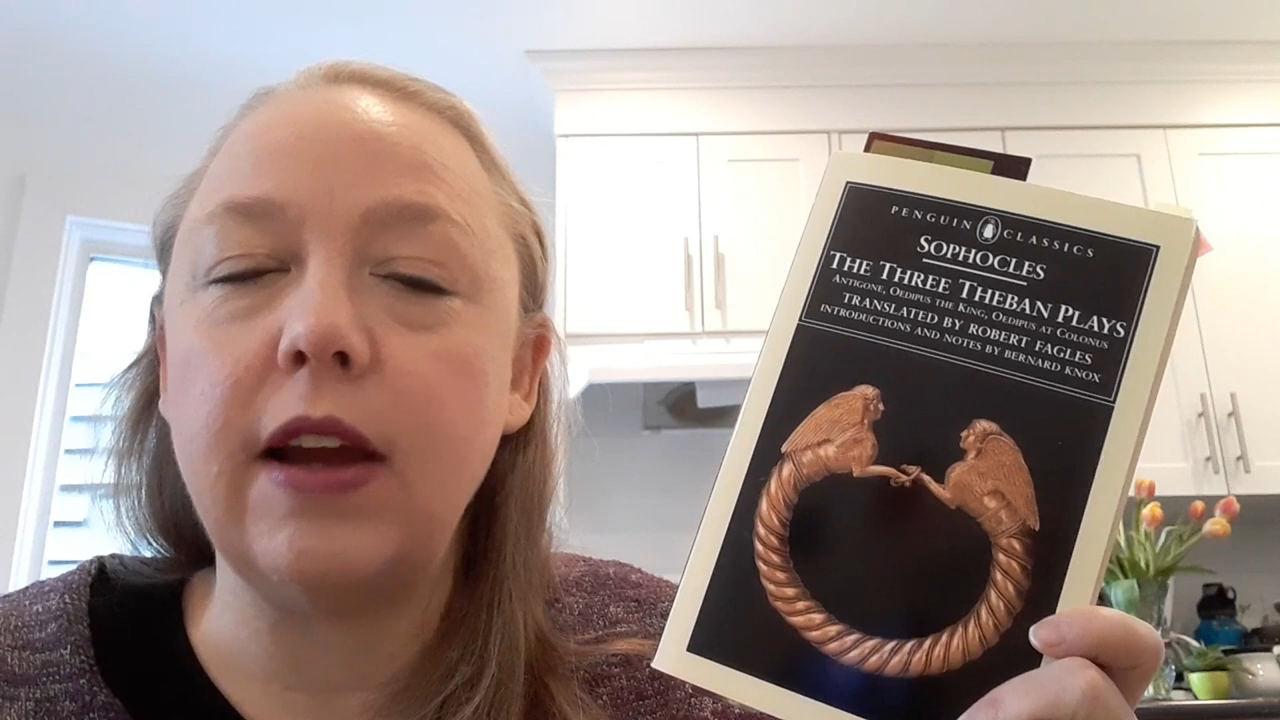 PENGUIN CLASSICS
SOPHOCLES
THE THREE THEBAN PLAYS
ANTIGONE, OEDIPUS THE KING, OEDIPUS AT COLONUS
TRANSLATED BY ROBERT FAGLES
INTRODUCTIONS AND NOTES BY BERNARD KNOX